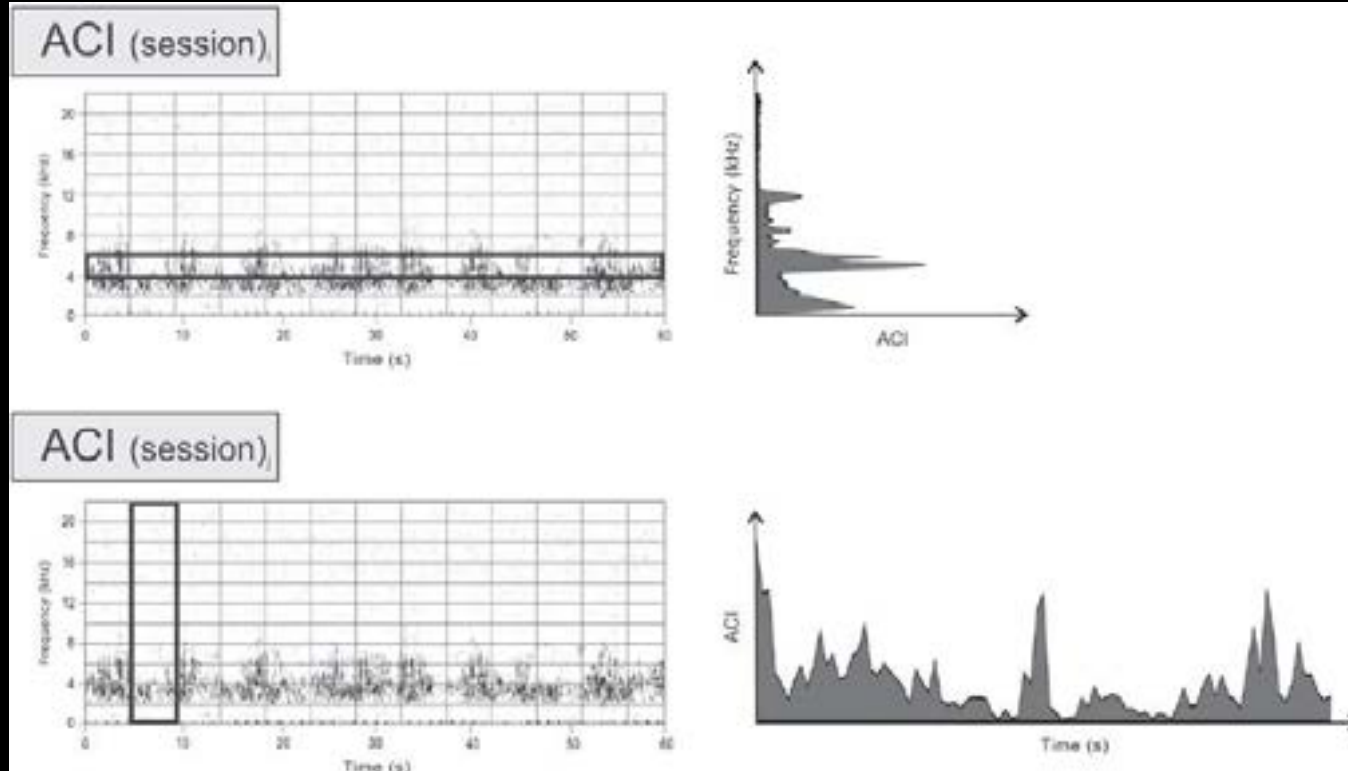 ACI (session)i
Frequency (kHz)
20
16
12
8
4
0
0 10 20 30 40 50 60
Time (s)
Frequency (kHz)
ACI
ACI (session)j
Frequency (kHz)
20
16
12
8
4
0
0 10 20 30 40 50 60
Time (s)
ACI
Time (s)